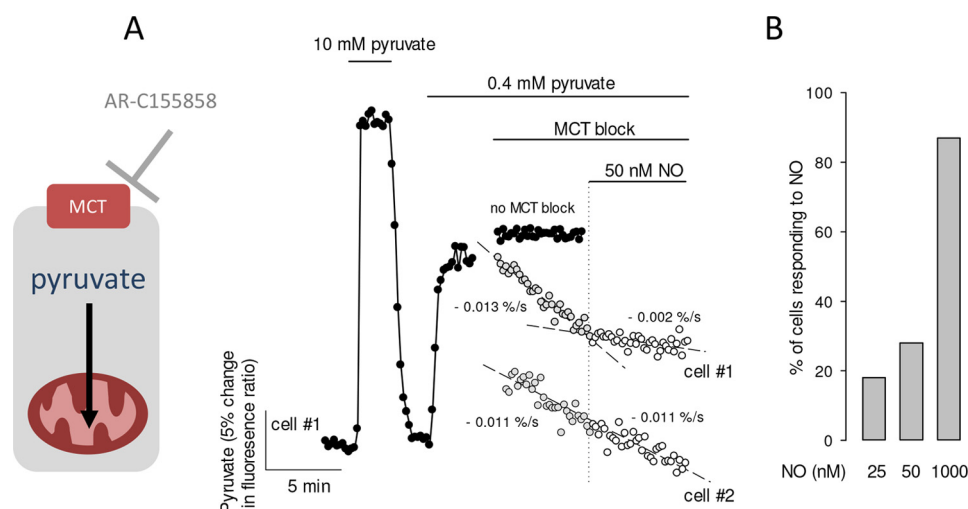 A
AR-C155858
MCT
pyruvate
10 mM pyruvate
0.4 mM pyruvate
MCT block
50 nM NO
no MCT block
- 0.013 %/s
- 0.002 %/s
cell #1
- 0.011 %/s
- 0.011 %/s
cell #2
Pyruvate (5% change
in fluoresence ratio)
cell #1
5 min
B
% of cells responding to NO
100
80
60
40
20
0
NO (nM) 25 50 1000